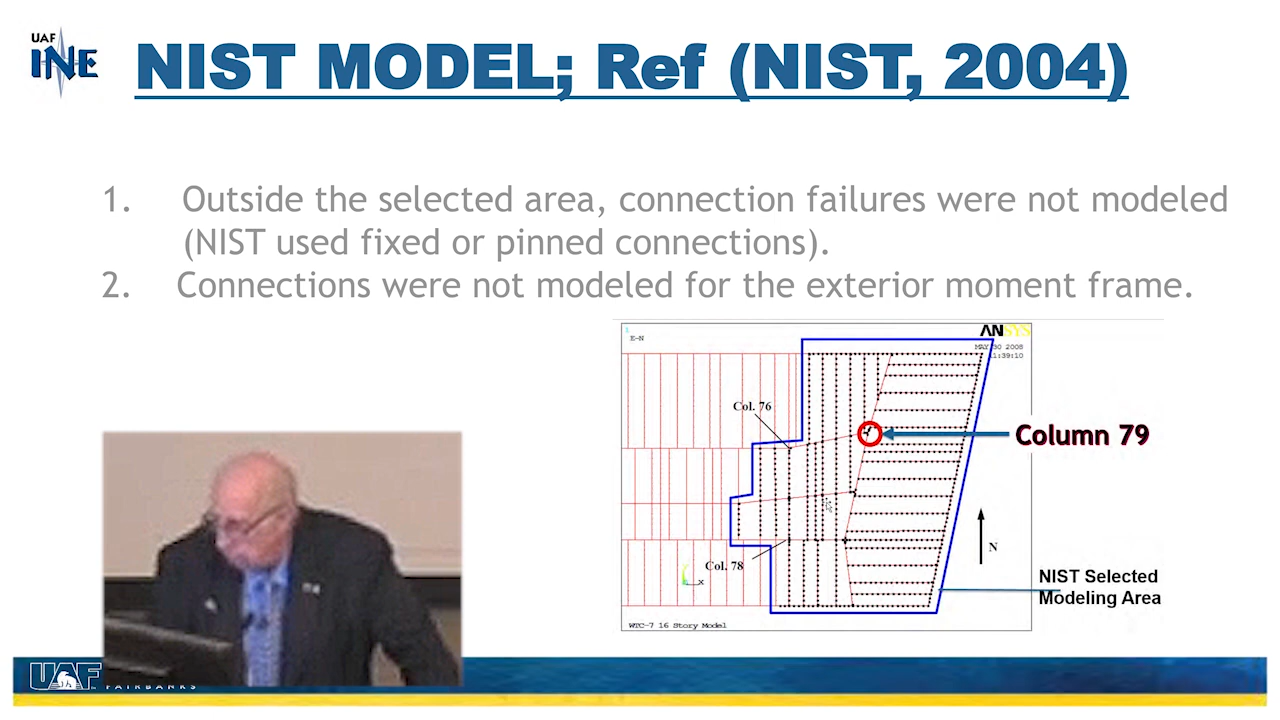 UAF
INE
NIST MODEL; Ref (NIST, 2004)
1. Outside the selected area, connection failures were not modeled
(NIST used fixed or pinned connections).
2. Connections were not modeled for the exterior moment frame.
1
E-N
ANSYS
MAY 30 2008
11:39:10
Col. 76
Column 79
N
Col. 78
X
NIST Selected
Modeling Area
WTC-7 16 Story Model
UAF
FAIRBANKS